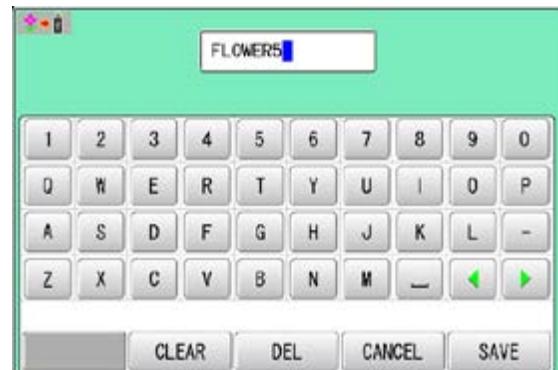 FLOWER5
1 2 3 4 5 6 7 8 9 0
Q W E R T Y U I O P
A S D F G H J K L -
Z X C V B N M
CLEAR DEL CANCEL SAVE